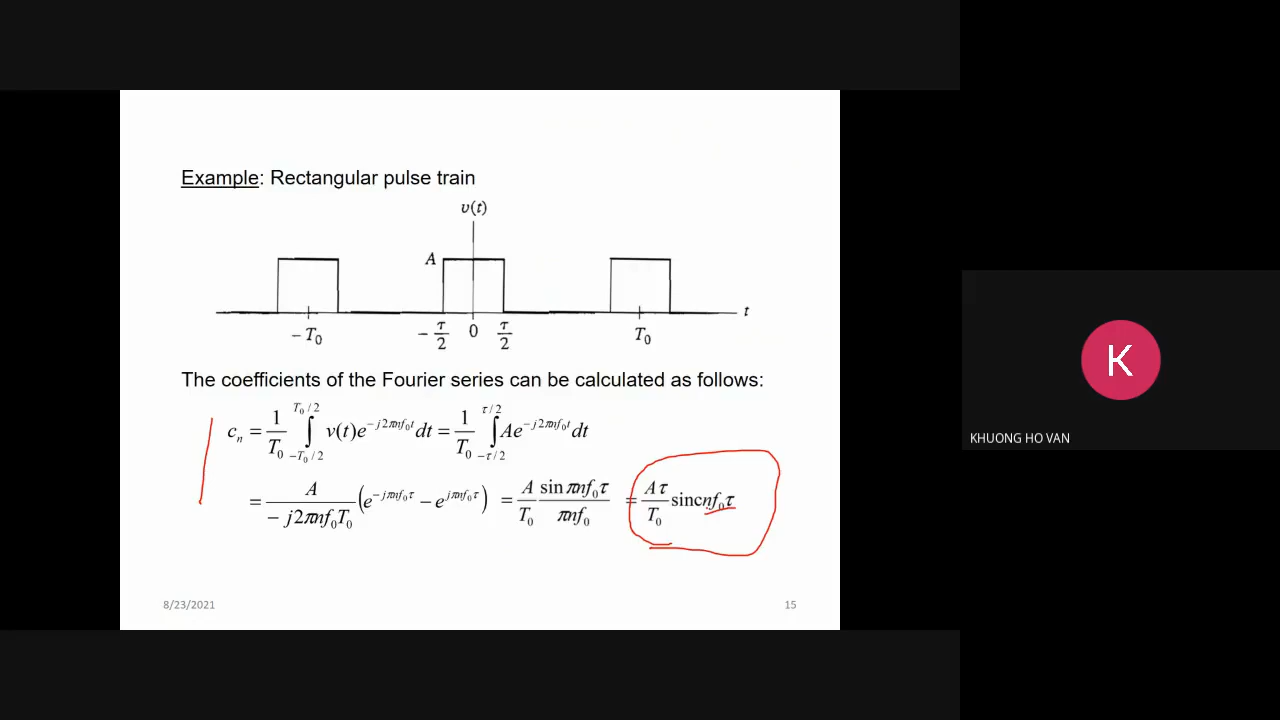 Example: Rectangular pulse train
v(t)
A
− T₀ − τ/2 0 τ/2 T₀ t
The coefficients of the Fourier series can be calculated as follows:
cₙ = 1/T₀ ∫_{−T₀/2}^{T₀/2} v(t)e^{−j2πnf₀t}dt = 1/T₀ ∫_{−τ/2}^{τ/2} Ae^{−j2πnf₀t}dt
= A/(− j2πnf₀T₀) (e^{−jπnf₀τ} − e^{jπnf₀τ}) = A/T₀ sin πnf₀τ/πnf₀ = Aτ/T₀ sincnf₀τ
8/23/2021 15
K
KHUONG HO VAN